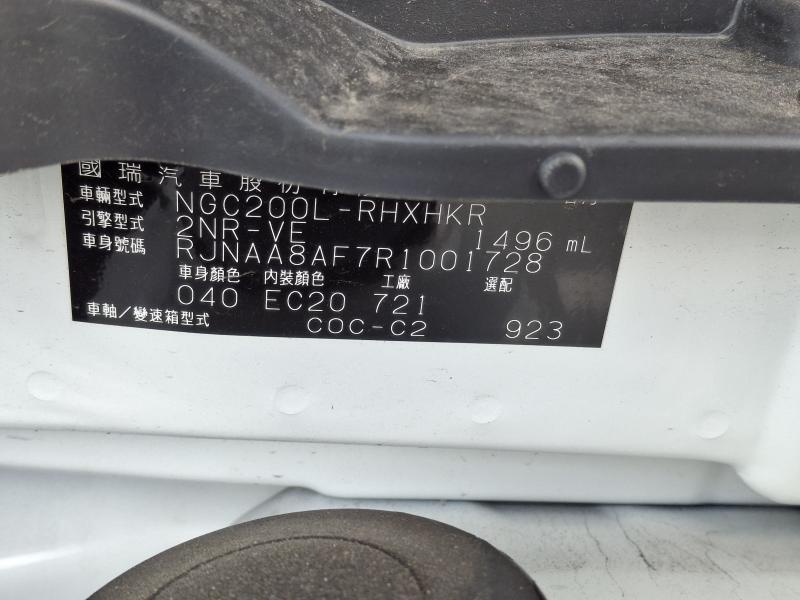 國瑞汽車股份有
車輛型式 NGC200L-RHXHKR
引擎型式 2NR-VE 1496 mL
車身號碼 RJNAA8AF7R1001728
車身顏色 內裝顏色 工廠 選配
040 EC20 721
車軸/變速箱型式 COC-C2 923